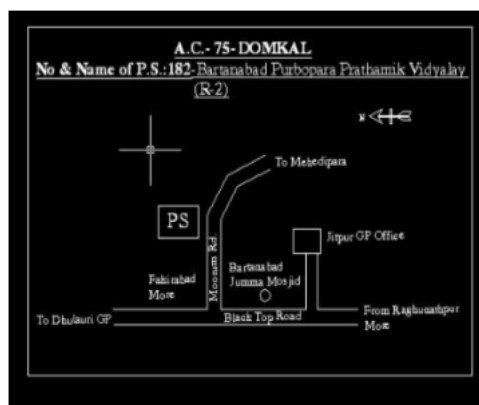 A.C.- 75- DOMKAL
No & Name of P.S.:182-Bartanabad Purbopara Prathamik Vidyalay
(R-2)
N
To Mehedipara
PS
Mooram Rd.
Jitpur GP Office
Bartanabad
Jumma Mosjid
Fakirabad
More
To Dhulauri GP
Black Top Road
From Raghunathpur
More